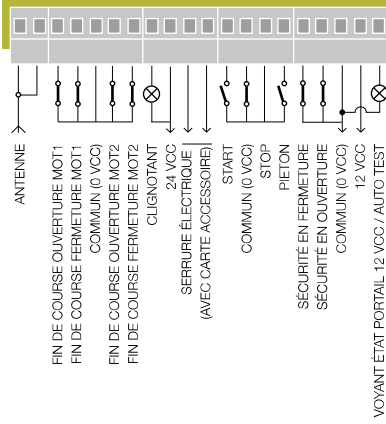 ANTENNE
FIN DE COURSE OUVERTURE MOT1
FIN DE COURSE FERMETURE MOT1
COMMUN (0 VCC)
FIN DE COURSE OUVERTURE MOT2
FIN DE COURSE FERMETURE MOT2
CLIGNOTANT
24 VCC
SERRURE ÉLECTRIQUE
(AVEC CARTE ACCESSOIRE)
START
COMMUN (0 VCC)
STOP
PIETON
SÉCURITÉ EN FERMETURE
SÉCURITÉ EN OUVERTURE
COMMUN (0 VCC)
12 VCC
VOYANT ÉTAT PORTAIL 12 VCC / AUTO TEST